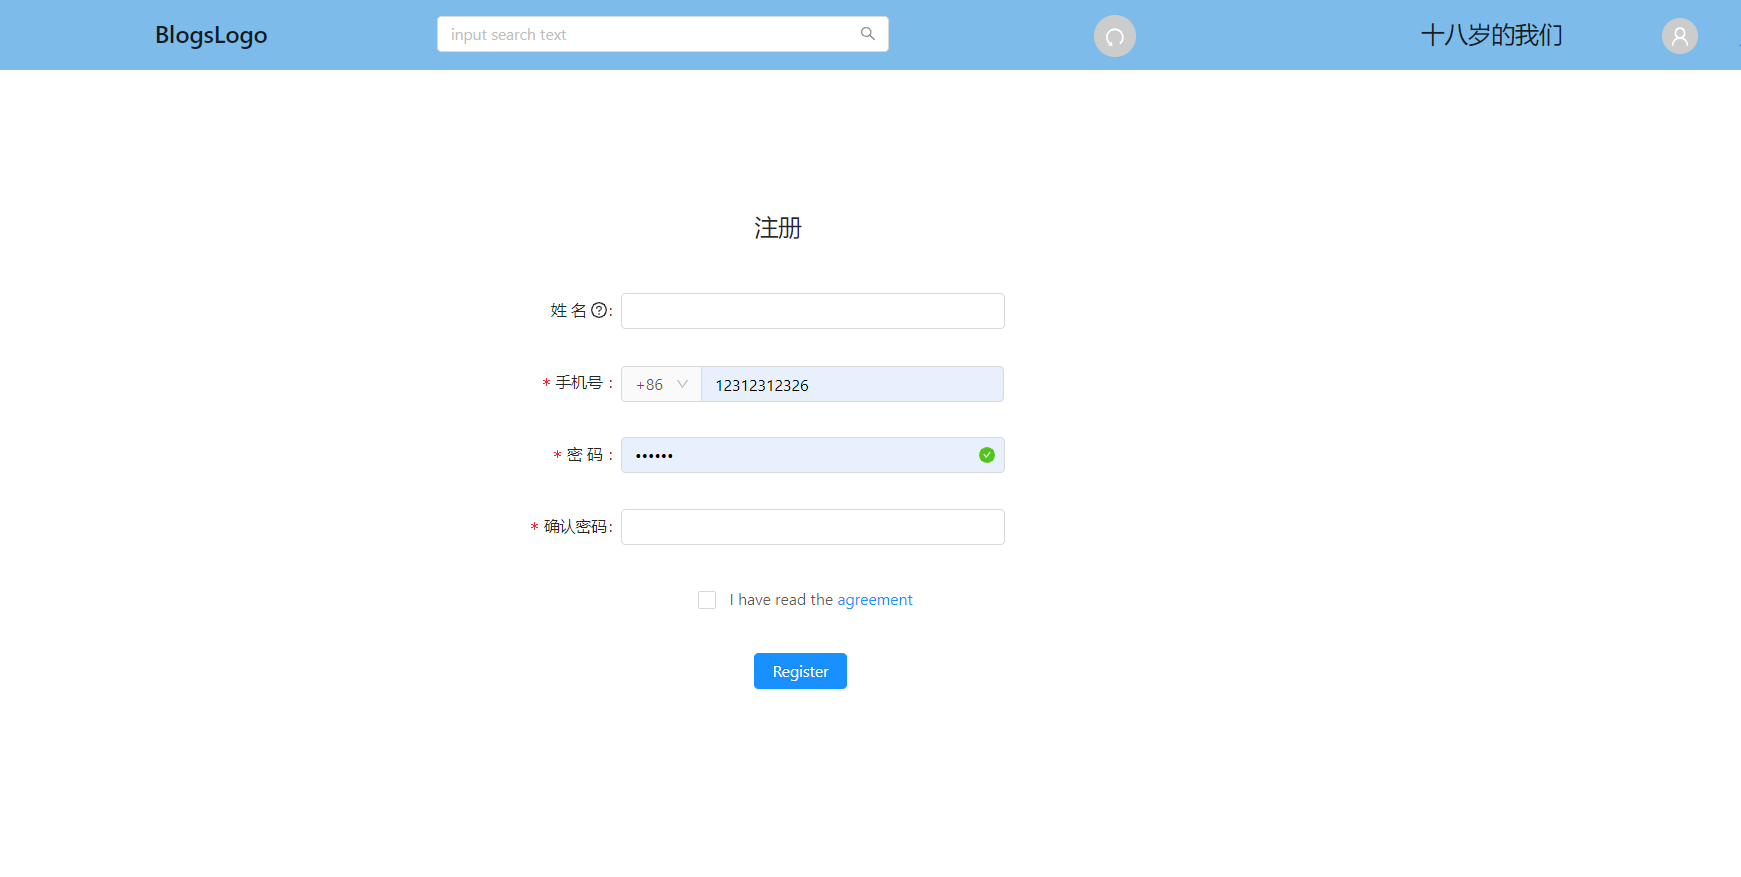 BlogsLogo
input search text
十八岁的我们
注册
姓 名 :
* 手机号 : +86 12312312326
* 密 码 : ••••••
* 确认密码:
I have read the agreement
Register